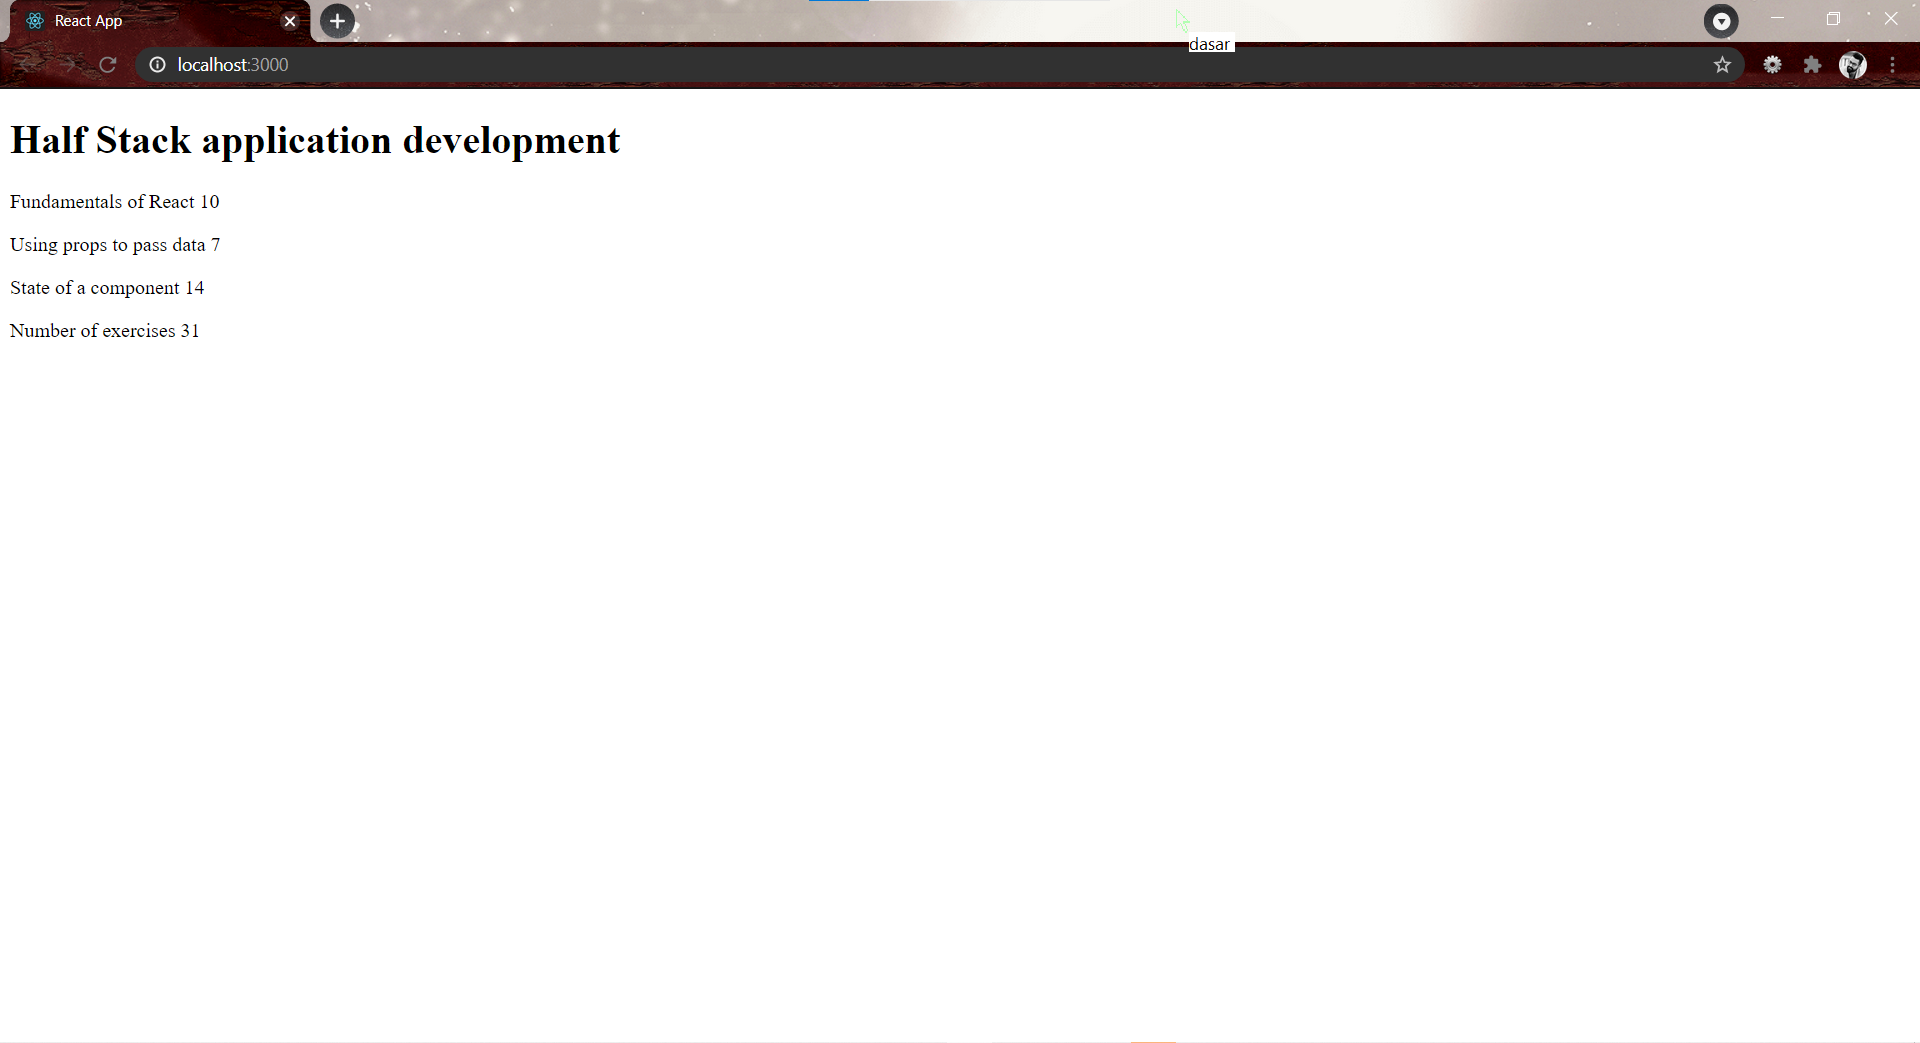 React App
dasar
localhost:3000
Half Stack application development
Fundamentals of React 10
Using props to pass data 7
State of a component 14
Number of exercises 31